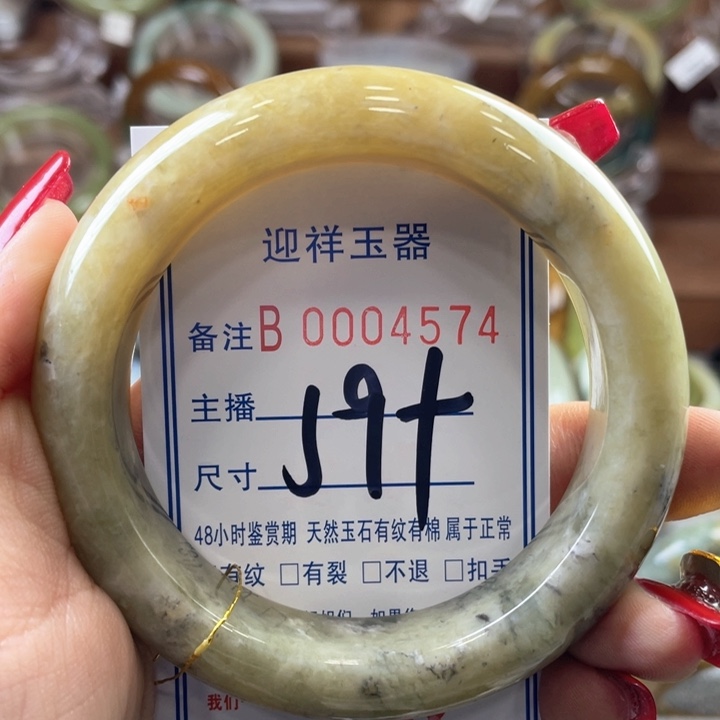 迎祥玉器
备注B 0004574
主播
尺寸 59+
48小时鉴赏期 天然玉石有纹有棉 属于正常
有纹 □有裂 □不退 □扣手
如果
我们